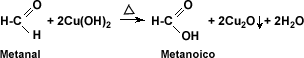 H-C O H + 2Cu(OH)₂ △ H-C O OH + 2Cu₂O↓ + 2H₂O
Metanal Metanoico